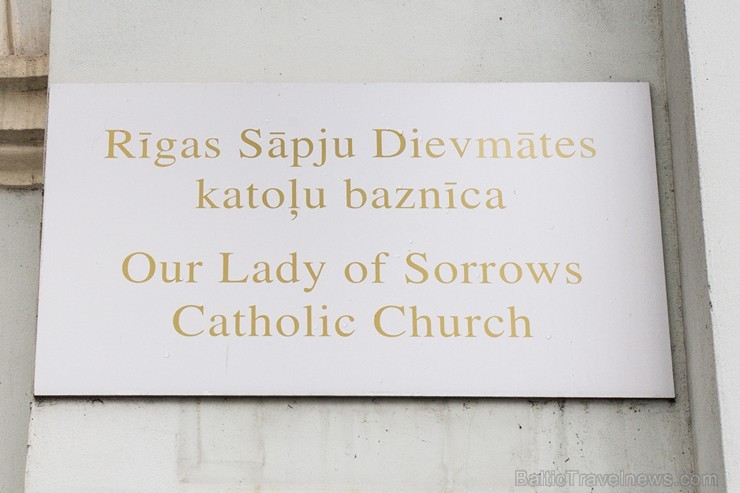 Rīgas Sāpju Dievmātes
katoļu baznīca
Our Lady of Sorrows
Catholic Church
BalticTravelnews.com